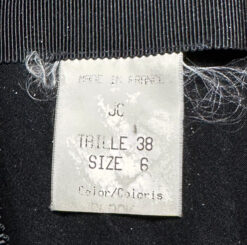 MADE IN FRANCE
JC
TAILLE 38
SIZE 6
Color/Coloris